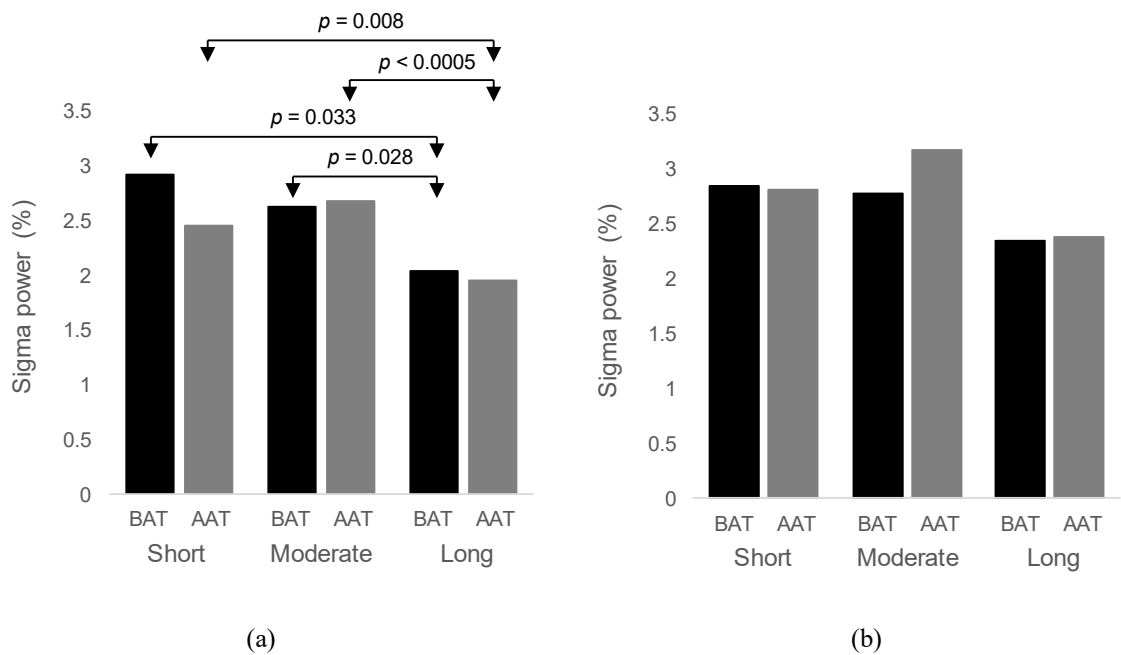 p = 0.008
p < 0.0005
p = 0.033
p = 0.028
Sigma power (%)
3.5
3
2.5
2
1.5
1
0.5
0
BAT AAT BAT AAT BAT AAT
Short Moderate Long
(a)
Sigma power (%)
3.5
3
2.5
2
1.5
1
0.5
0
BAT AAT BAT AAT BAT AAT
Short Moderate Long
(b)